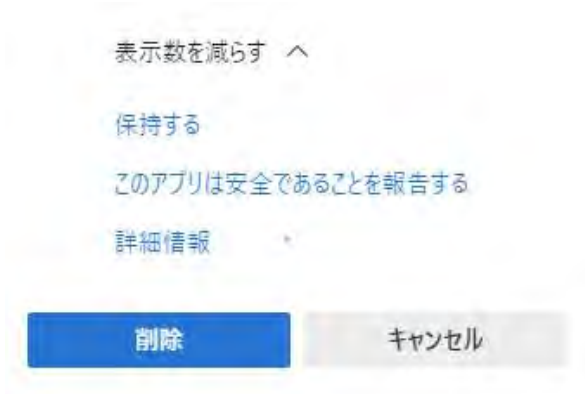 表示数を減らす
保持する
このアプリは安全であることを報告する
詳細情報
削除 キャンセル